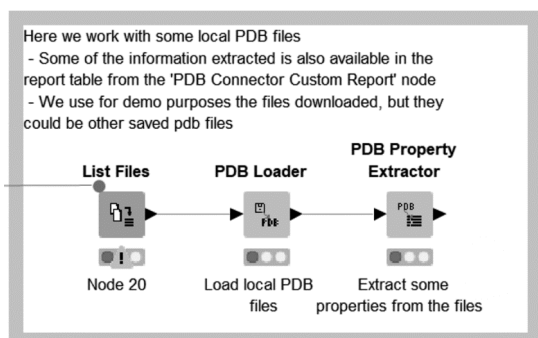 Here we work with some local PDB files
- Some of the information extracted is also available in the
report table from the 'PDB Connector Custom Report' node
- We use for demo purposes the files downloaded, but they
could be other saved pdb files
List Files
PDB Loader
PDB Property
Extractor
PDB
PDB
!
Node 20
Load local PDB
files
Extract some
properties from the files